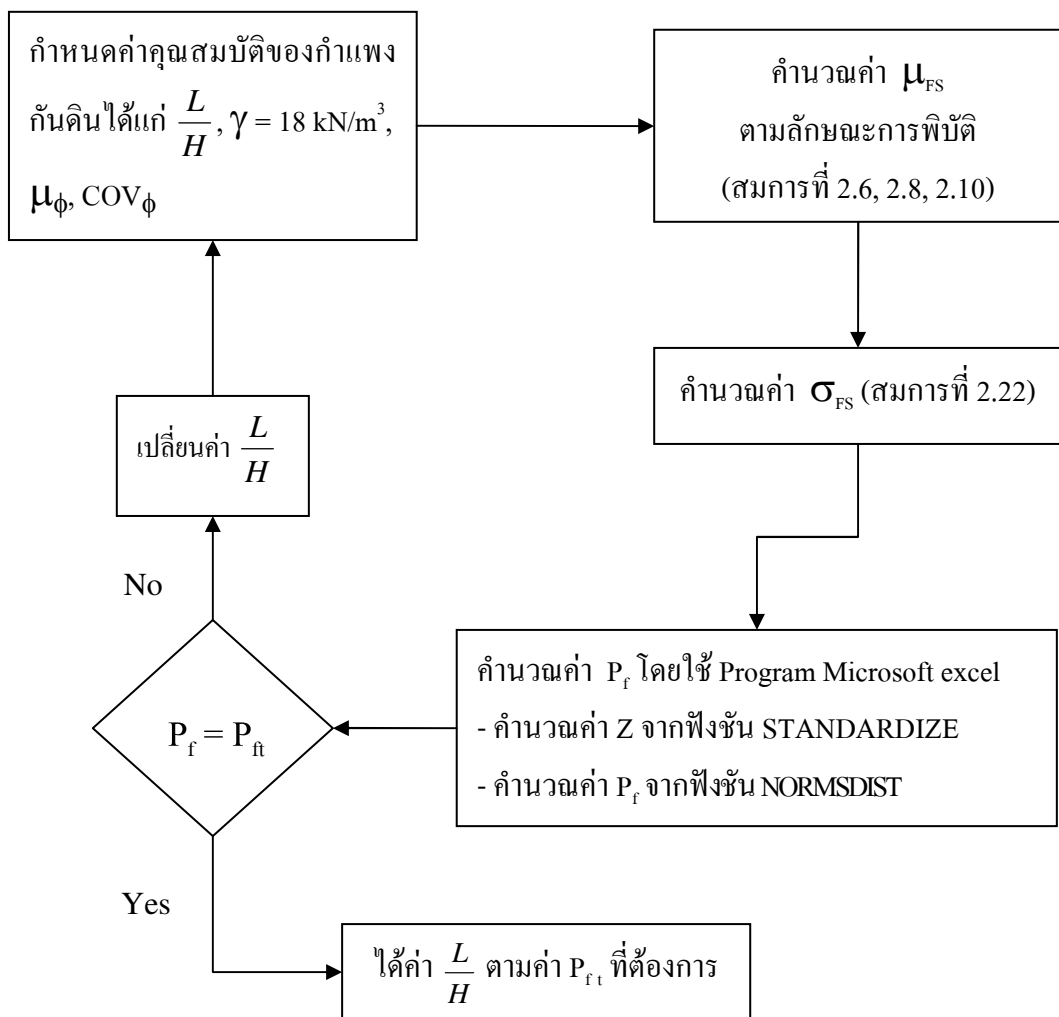 กำหนดค่าคุณสมบัติของกำแพง
กันดินได้แก่ L/H, γ = 18 kN/m³,
μϕ, COVϕ
คำนวณค่า μFS
ตามลักษณะการพิบัติ
(สมการที่ 2.6, 2.8, 2.10)
คำนวณค่า σFS (สมการที่ 2.22)
คำนวณค่า Pf โดยใช้ Program Microsoft excel
- คำนวณค่า Z จากฟังชัน STANDARDIZE
- คำนวณค่า Pf จากฟังชัน NORMSDIST
Pf = Pft
No
เปลี่ยนค่า L/H
Yes
ได้ค่า L/H ตามค่า Pf t ที่ต้องการ